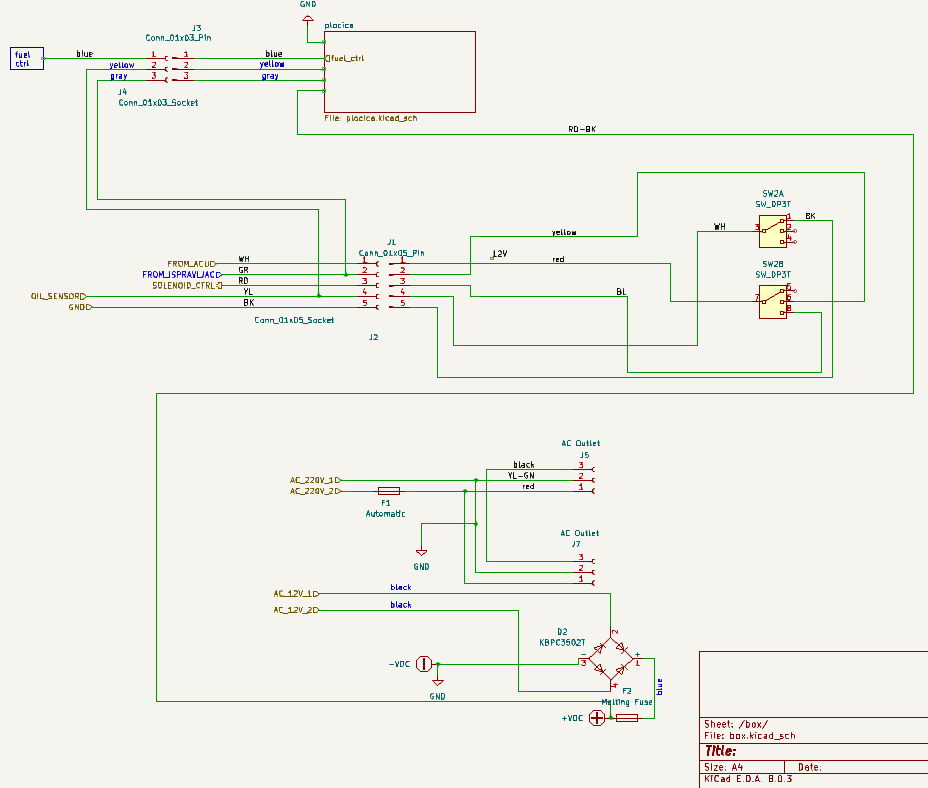 GND
plocica
J3
Conn_01x03_Pin
fuel
ctrl
blue
1
1
blue
fuel_ctrl
yellow
2
2
yellow
gray
3
3
gray
J4
Conn_01x03_Socket
File: plocica.kicad_sch
RD-BK
SW2A
SW_DP3T
BK
WH
3
1
2
4
yellow
J1
Conn_01x05_Pin
12V
red
SW2B
SW_DP3T
FROM_ACU
WH
1
1
FROM_ISPRAVLJAC
GR
2
2
SOLENOID_CTRL
RD
3
3
BL
OIL_SENSOR
YL
4
4
GND
BK
5
5
7
5
6
8
Conn_01x05_Socket
J2
AC Outlet
J5
black
3
AC_220V_1
YL-GN
2
AC_220V_2
red
1
F1
Automatic
AC Outlet
J7
GND
3
2
1
AC_12V_1
black
AC_12V_2
black
D2
KBPC3502T
2
-
3
+
1
4
-VDC
GND
F2
Melting Fuse
blue
+VDC
Sheet: /box/
File: box.kicad_sch
Title:
Size: A4
Date:
KiCad E.D.A. 8.0.3